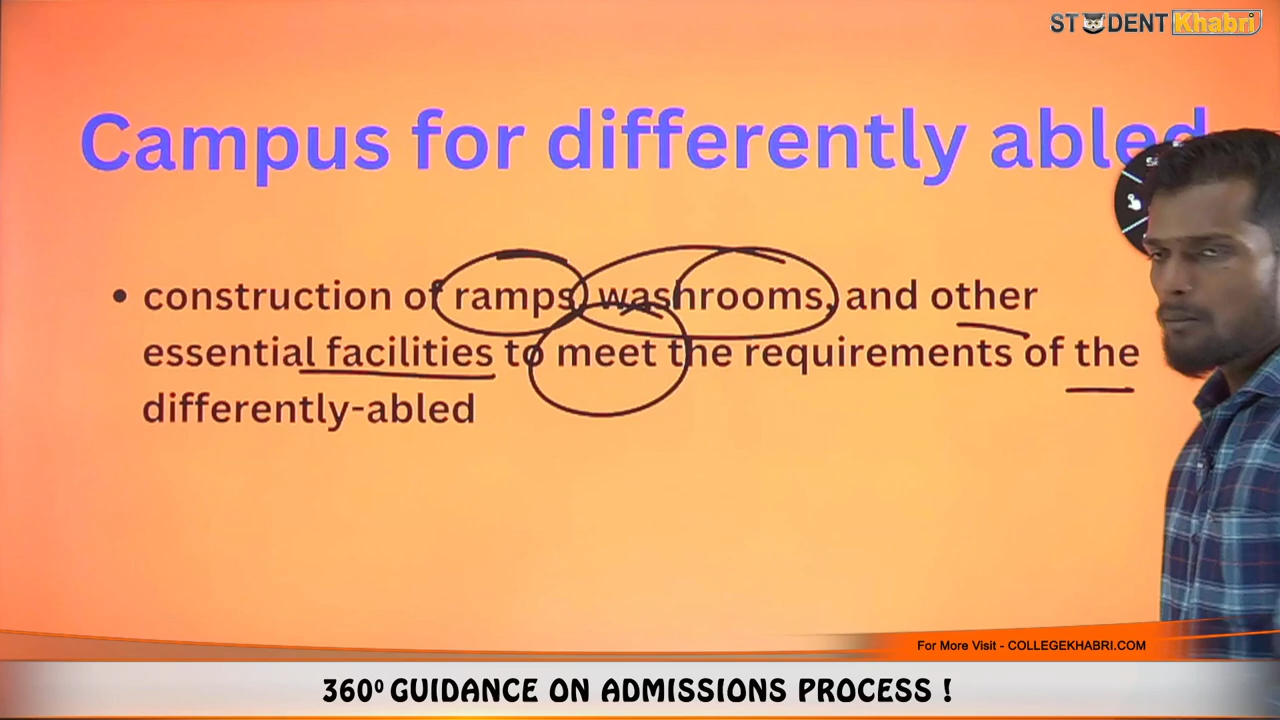 STUDENT Khabri
Campus for differently abled
• construction of ramps, washrooms, and other
essential facilities to meet the requirements of the
differently-abled
For More Visit - COLLEGEKHABRI.COM
360⁰ GUIDANCE ON ADMISSIONS PROCESS !